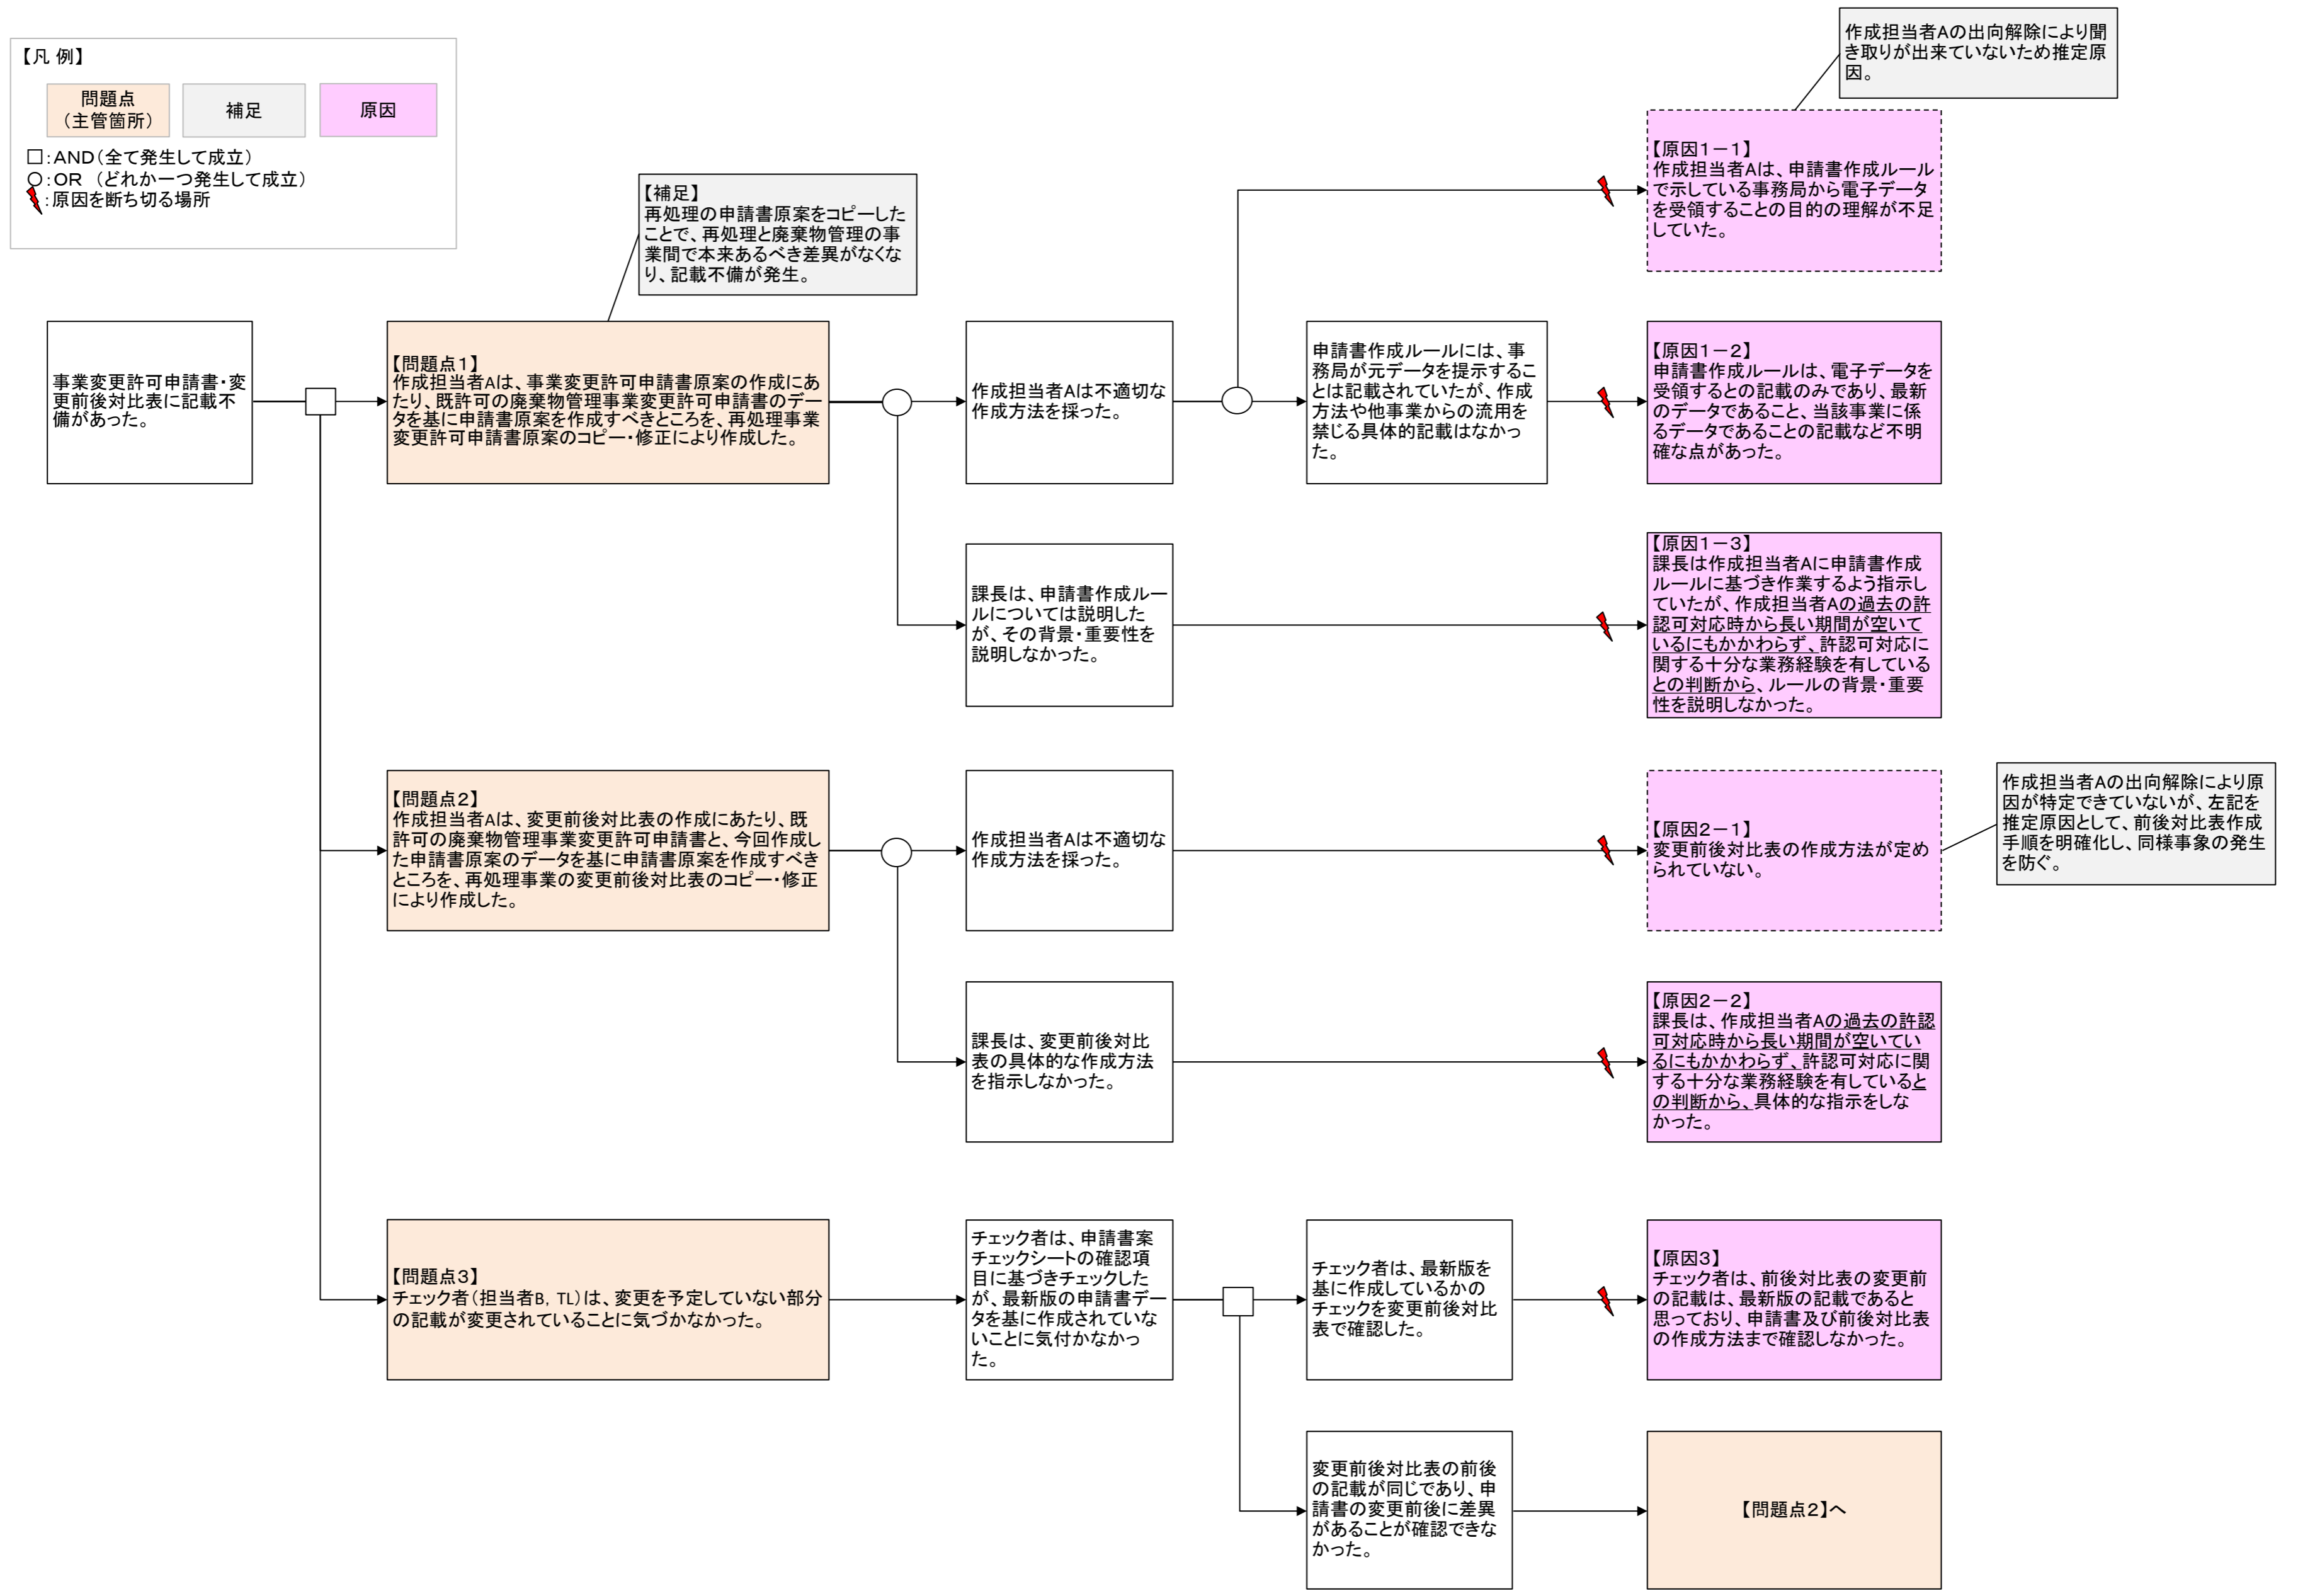 【凡 例】
問題点
（主管箇所）
補足
原因
□：AND（全て発生して成立）
○：OR （どれか一つ発生して成立）
：原因を断ち切る場所
作成担当者Aの出向解除により聞
き取りが出来ていないため推定原
因。
【補足】
再処理の申請書原案をコピーした
ことで、再処理と廃棄物管理の事
業間で本来あるべき差異がなくな
り、記載不備が発生。
【原因１－１】
作成担当者Aは、申請書作成ルール
で示している事務局から電子データ
を受領することの目的の理解が不足
していた。
事業変更許可申請書・変
更前後対比表に記載不
備があった。
【問題点１】
作成担当者Aは、事業変更許可申請書原案の作成にあ
たり、既許可の廃棄物管理事業変更許可申請書のデー
タを基に申請書原案を作成すべきところを、再処理事業
変更許可申請書原案のコピー・修正により作成した。
作成担当者Aは不適切な
作成方法を採った。
申請書作成ルールには、事
務局が元データを提示するこ
とは記載されていたが、作成
方法や他事業からの流用を
禁じる具体的記載はなかっ
た。
【原因１－２】
申請書作成ルールは、電子データを
受領するとの記載のみであり、最新
のデータであること、当該事業に係
るデータであることの記載など不明
確な点があった。
課長は、申請書作成ルー
ルについては説明した
が、その背景・重要性を
説明しなかった。
【原因１－３】
課長は作成担当者Aに申請書作成
ルールに基づき作業するよう指示し
ていたが、作成担当者Aの過去の許
認可対応時から長い期間が空いて
いるにもかかわらず、許認可対応に
関する十分な業務経験を有している
との判断から、ルールの背景・重要
性を説明しなかった。
【問題点２】
作成担当者Aは、変更前後対比表の作成にあたり、既
許可の廃棄物管理事業変更許可申請書と、今回作成し
た申請書原案のデータを基に申請書原案を作成すべき
ところを、再処理事業の変更前後対比表のコピー・修正
により作成した。
作成担当者Aは不適切な
作成方法を採った。
【原因２－１】
変更前後対比表の作成方法が定め
られていない。
作成担当者Aの出向解除により原
因が特定できていないが、左記を
推定原因として、前後対比表作成
手順を明確化し、同様事象の発生
を防ぐ。
課長は、変更前後対比
表の具体的な作成方法
を指示しなかった。
【原因２－２】
課長は、作成担当者Aの過去の許認
可対応時から長い期間が空いてい
るにもかかわらず、許認可対応に関
する十分な業務経験を有していると
の判断から、具体的な指示をしな
かった。
【問題点３】
チェック者（担当者B, TL）は、変更を予定していない部分
の記載が変更されていることに気づかなかった。
チェック者は、申請書案
チェックシートの確認項
目に基づきチェックした
が、最新版の申請書デー
タを基に作成されていな
いことに気付かなかっ
た。
チェック者は、最新版を
基に作成しているかの
チェックを変更前後対比
表で確認した。
【原因３】
チェック者は、前後対比表の変更前
の記載は、最新版の記載であると
思っており、申請書及び前後対比表
の作成方法まで確認しなかった。
変更前後対比表の前後
の記載が同じであり、申
請書の変更前後に差異
があることが確認できな
かった。
【問題点２】へ